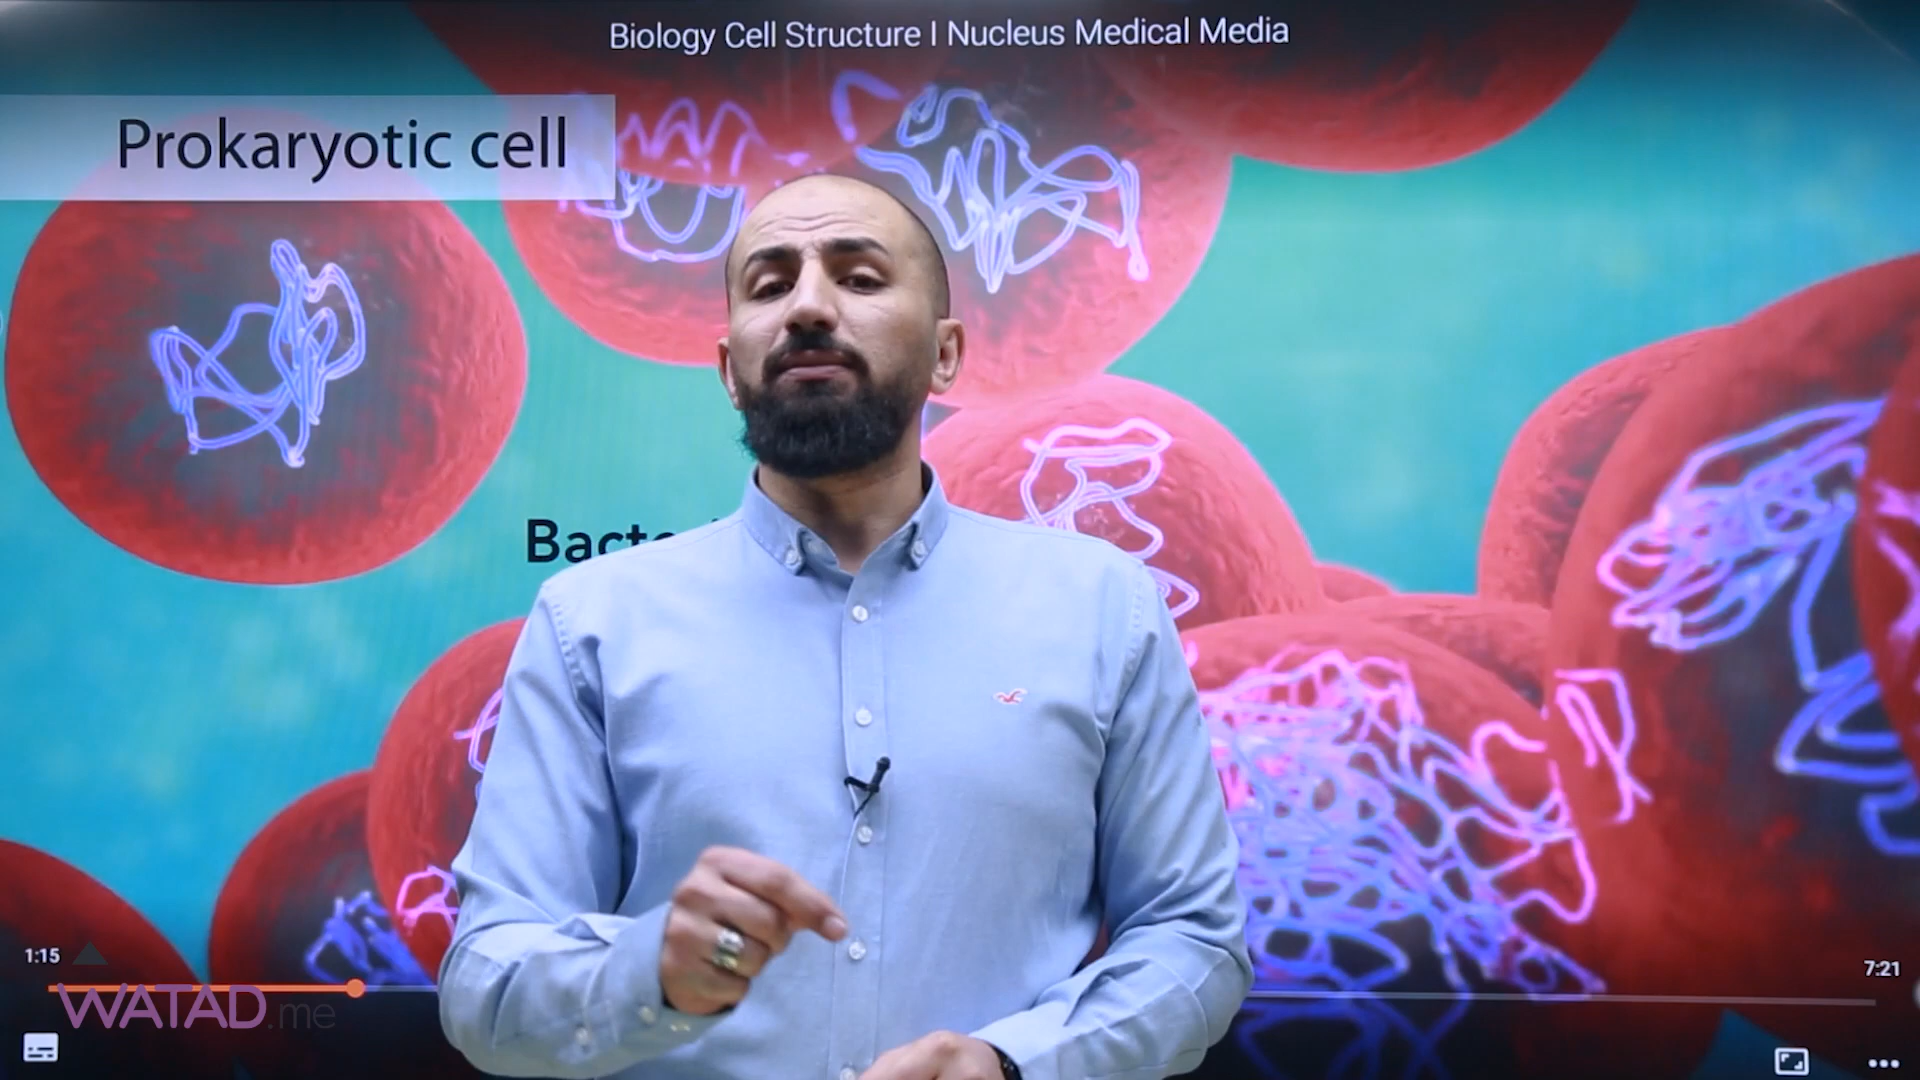 Biology Cell Structure I Nucleus Medical Media
Prokaryotic cell
1:15
7:21
WATAD.me